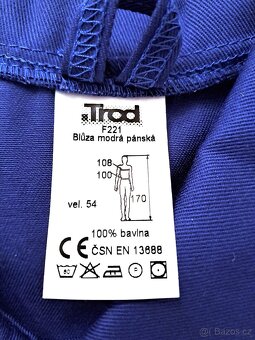 Trod
F221
Blůza modrá pánská
108
100
170
vel. 54
100% bavlna
CE ČSN EN 13688
Bazos.cz